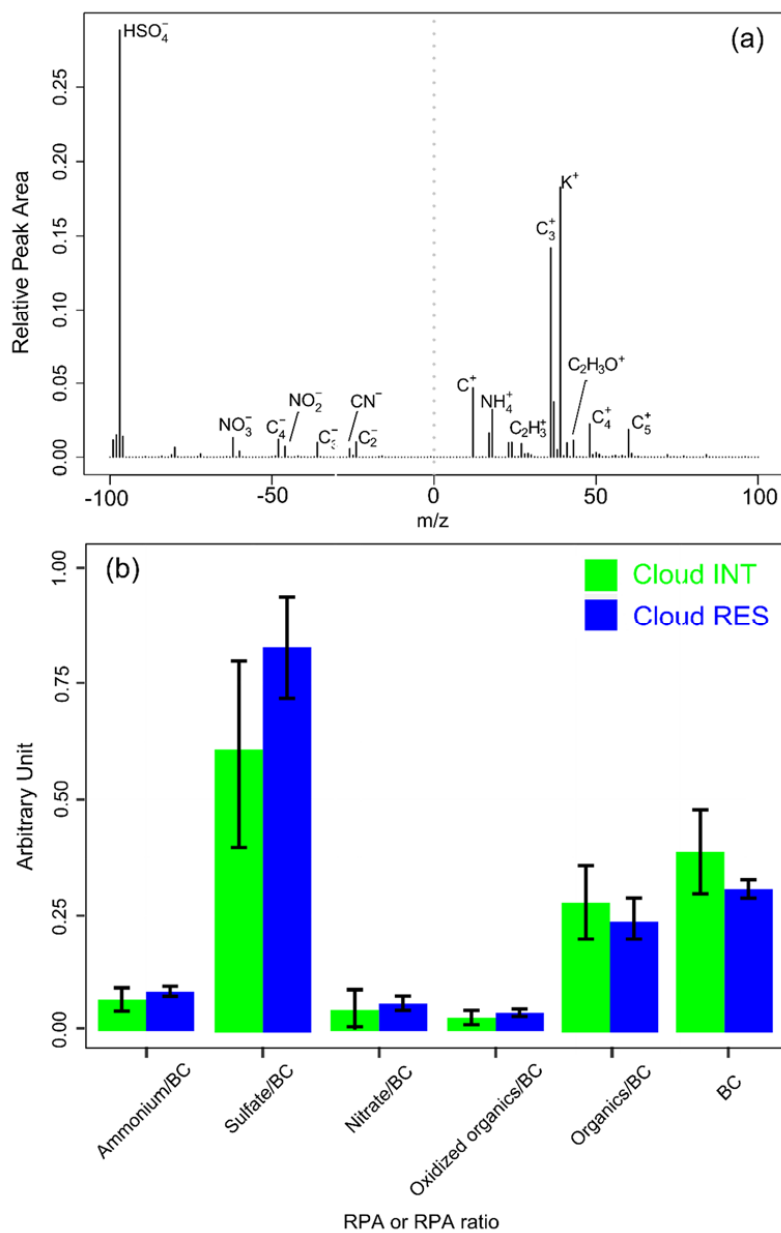 (a)
HSO₄⁻
K⁺
C₃⁺
C₂H₃O⁺
C⁺
NH₄⁺
C₂H₃⁺
C₄⁺
C₅⁺
NO₃⁻
C₄⁻
NO₂⁻
C₃⁻
CN⁻
C₂⁻
Relative Peak Area
0.25
0.20
0.15
0.10
0.05
0.00
-100 -50 0 50 100
m/z
(b)
Cloud INT
Cloud RES
Arbitrary Unit
1.00
0.75
0.50
0.25
0.00
Ammonium/BC
Sulfate/BC
Nitrate/BC
Oxidized organics/BC
Organics/BC
BC
RPA or RPA ratio